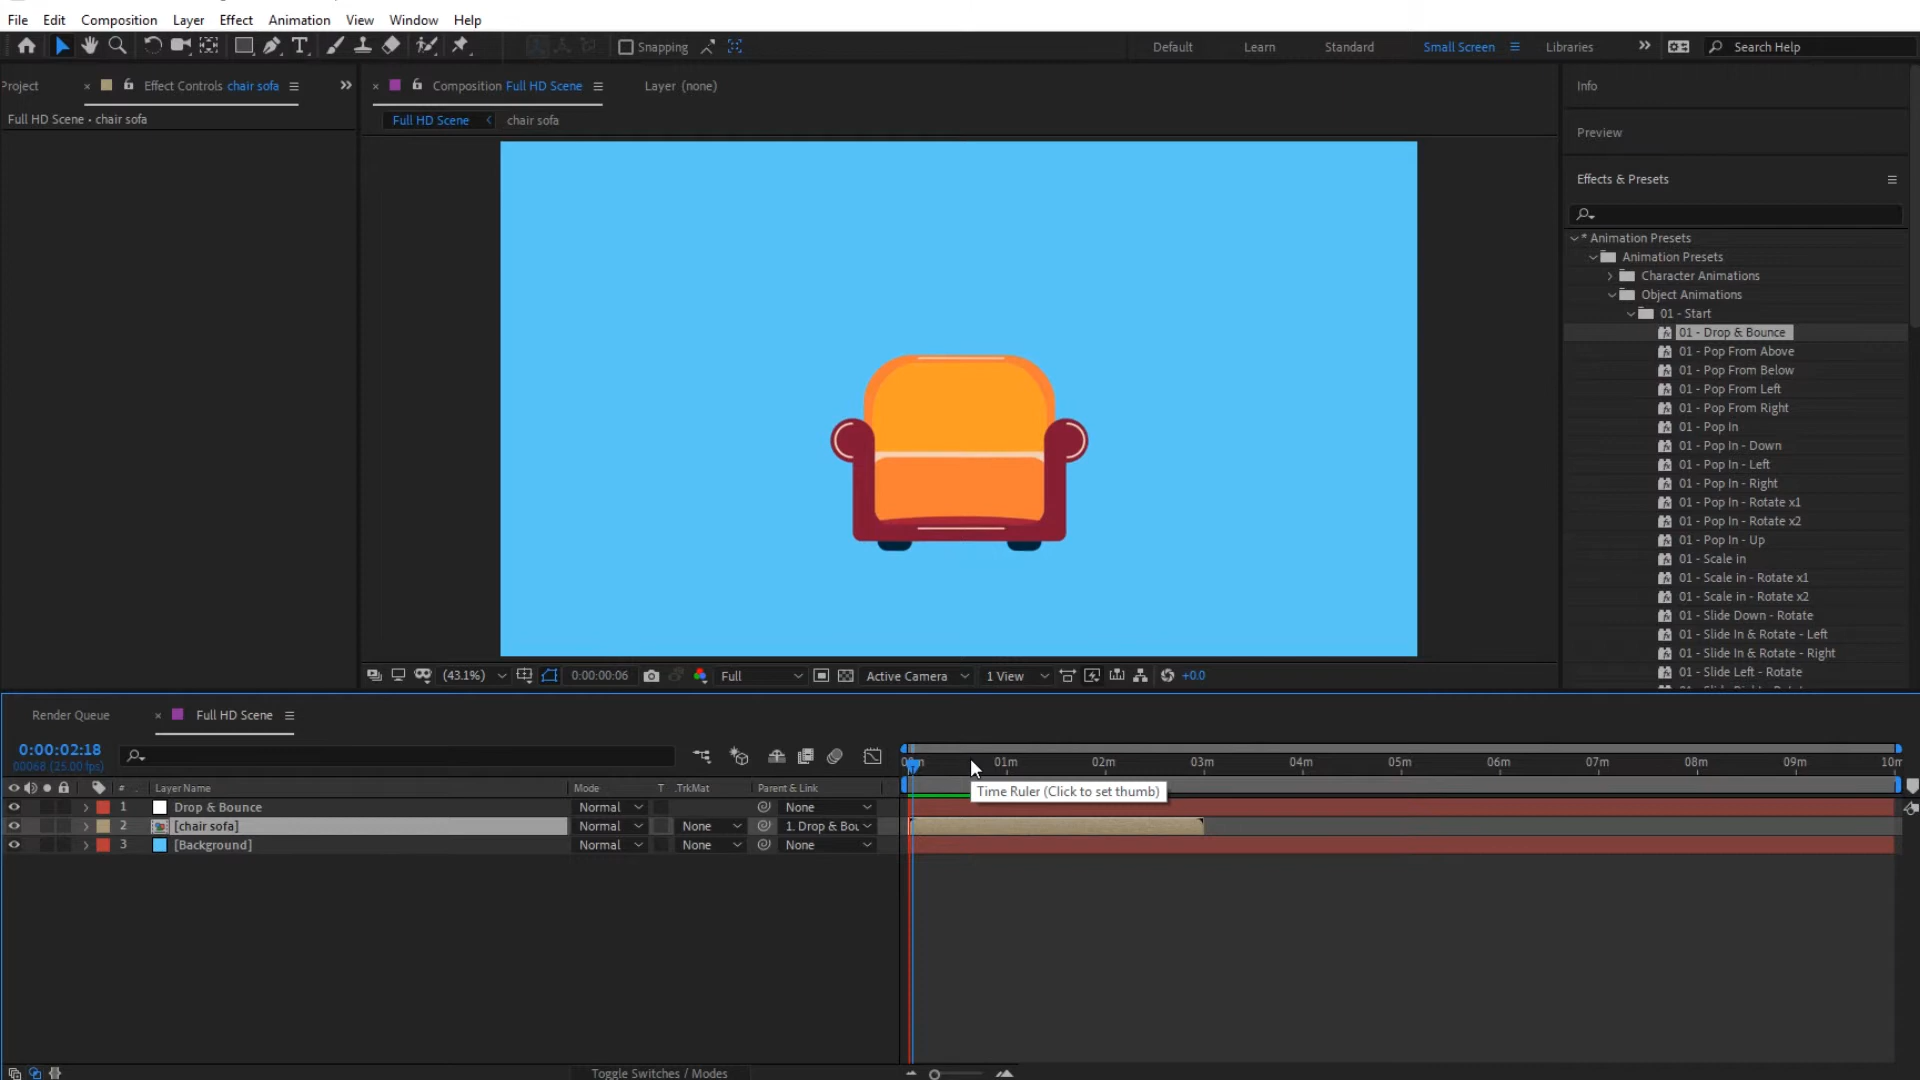 File Edit Composition Layer Effect Animation View Window Help
Snapping Default Learn Standard Small Screen Libraries Search Help
Project Effect Controls chair sofa Composition Full HD Scene Layer (none) Info
Full HD Scene • chair sofa
Full HD Scene chair sofa
Preview
Effects & Presets
* Animation Presets
Animation Presets
Character Animations
Object Animations
01 - Start
01 - Drop & Bounce
01 - Pop From Above
01 - Pop From Below
01 - Pop From Left
01 - Pop From Right
01 - Pop In
01 - Pop In - Down
01 - Pop In - Left
01 - Pop In - Right
01 - Pop In - Rotate x1
01 - Pop In - Rotate x2
01 - Pop In - Up
01 - Scale in
01 - Scale in - Rotate x1
01 - Scale in - Rotate x2
01 - Slide Down - Rotate
01 - Slide In & Rotate - Left
01 - Slide In & Rotate - Right
01 - Slide Left - Rotate
(43.1%) 0:00:00:06 Full Active Camera 1 View +0.0
Render Queue Full HD Scene
0:00:02:18
00068 (25.00 fps)
01m 02m 03m 04m 05m 06m 07m 08m 09m 10m
# Layer Name Mode T .TrkMat Parent & Link
Time Ruler (Click to set thumb)
1 Drop & Bounce Normal None
2 [chair sofa] Normal None 1. Drop & Bou
3 [Background] Normal None None
Toggle Switches / Modes